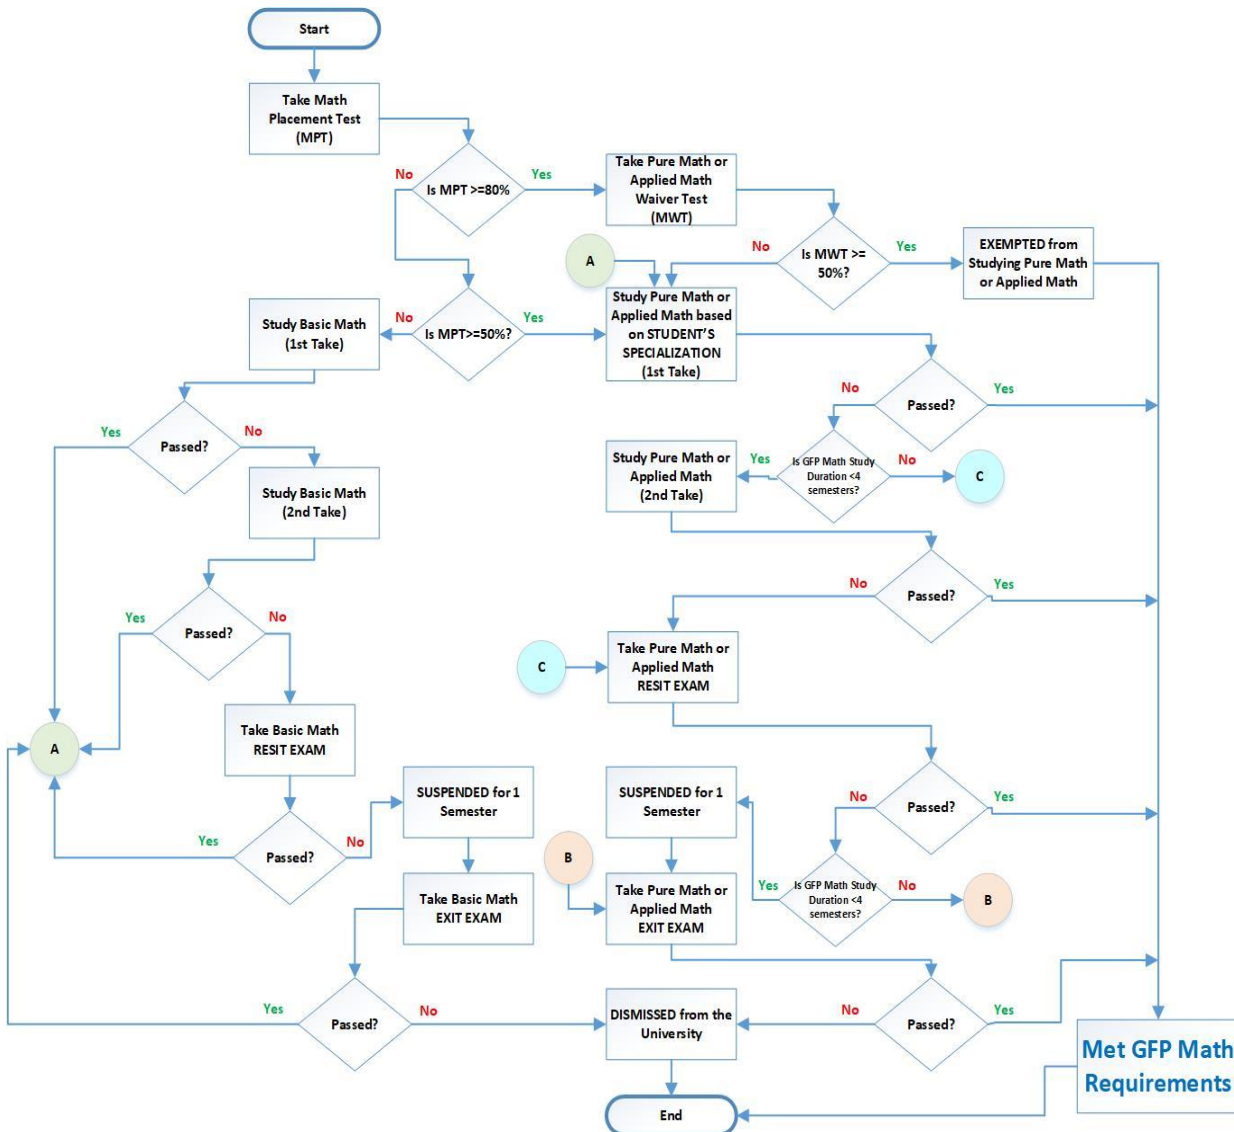 Start
Take Math
Placement Test
(MPT)
Is MPT >=80%
No
Yes
Take Pure Math or
Applied Math
Waiver Test
(MWT)
Is MWT >=
50%?
No
Yes
EXEMPTED from
Studying Pure Math
or Applied Math
A
Is MPT>=50%?
No
Yes
Study Basic Math
(1st Take)
Study Pure Math or
Applied Math based
on STUDENT'S
SPECIALIZATION
(1st Take)
Passed?
No
Yes
Passed?
Yes
No
Is GFP Math Study
Duration <4
semesters?
Yes
No
C
Study Pure Math or
Applied Math
(2nd Take)
Study Basic Math
(2nd Take)
Passed?
No
Yes
Passed?
Yes
No
C
Take Pure Math or
Applied Math
RESIT EXAM
Take Basic Math
RESIT EXAM
A
Passed?
No
Yes
SUSPENDED for 1
Semester
SUSPENDED for 1
Semester
Passed?
Yes
No
B
Is GFP Math Study
Duration <4
semesters?
Yes
No
B
Take Basic Math
EXIT EXAM
Take Pure Math or
Applied Math
EXIT EXAM
Passed?
Yes
No
DISMISSED from the
University
Passed?
No
Yes
Met GFP Math
Requirements
End